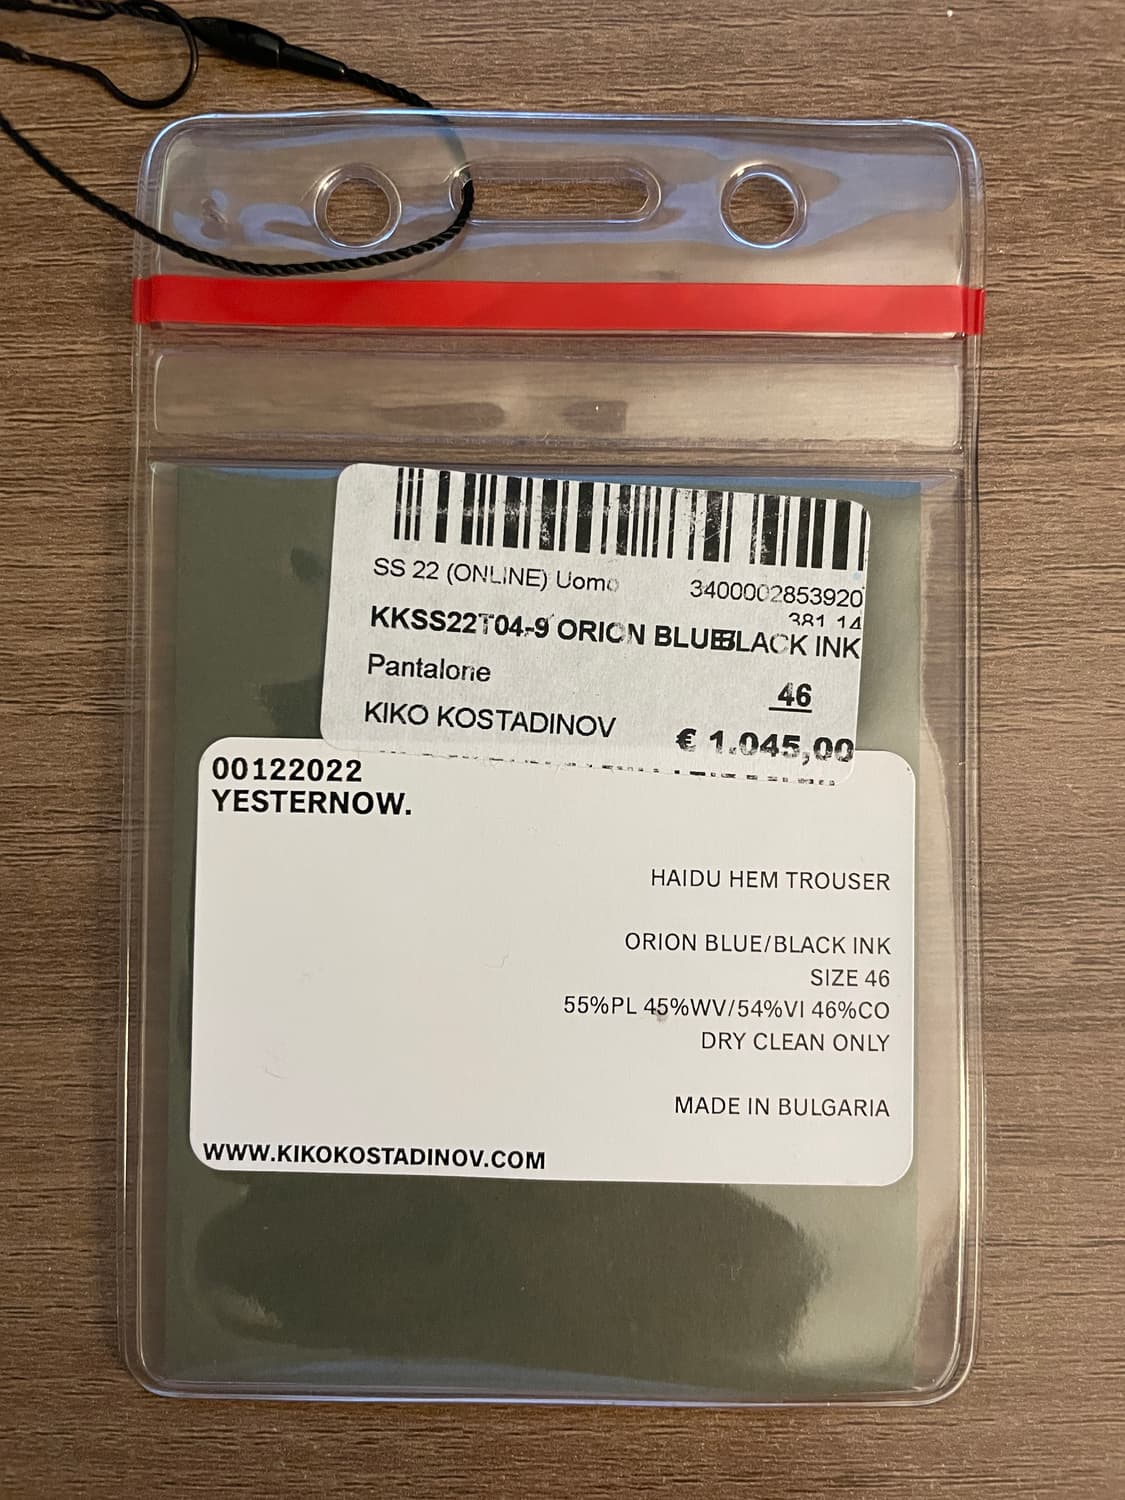 SS 22 (ONLINE) Uomo
3400002853920
381 14
KKSS22T04-9 ORION BLUE BLACK INK
Pantalone
46
KIKO KOSTADINOV
€ 1.045,00
00122022
YESTERNOW.
HAIDU HEM TROUSER
ORION BLUE/BLACK INK
SIZE 46
55%PL 45%WV/54%VI 46%CO
DRY CLEAN ONLY
MADE IN BULGARIA
WWW.KIKOKOSTADINOV.COM